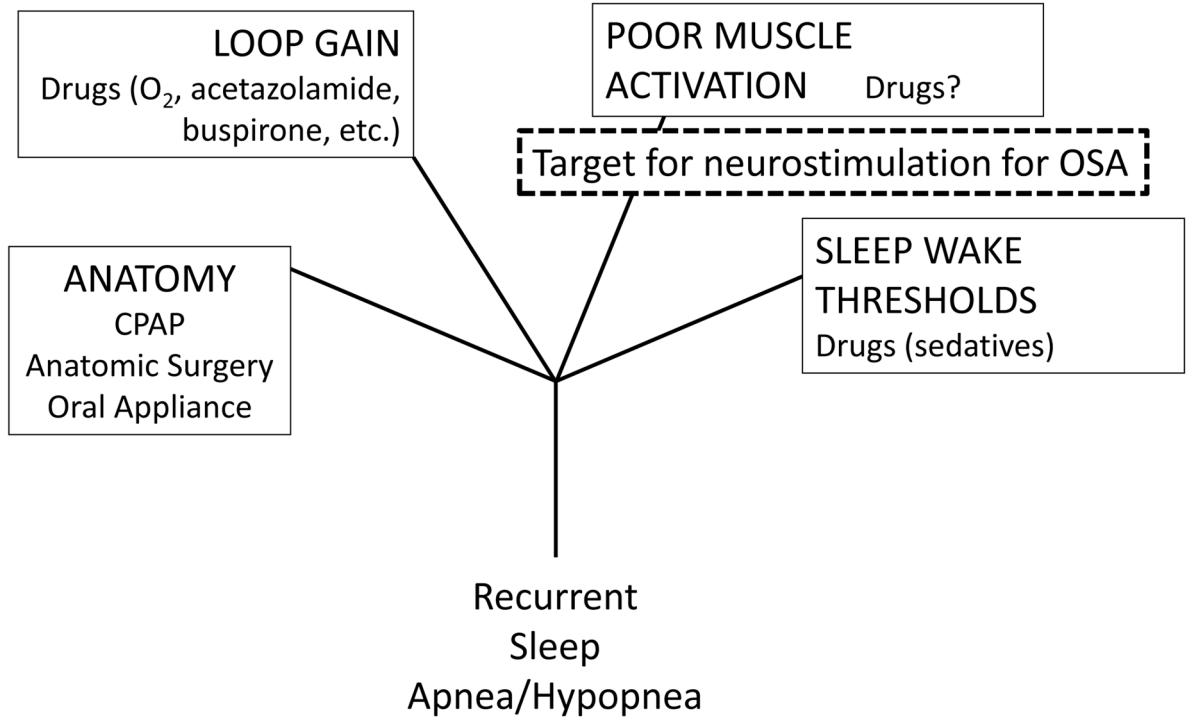 LOOP GAIN
Drugs (O₂, acetazolamide,
buspirone, etc.)
POOR MUSCLE
ACTIVATION Drugs?
Target for neurostimulation for OSA
ANATOMY
CPAP
Anatomic Surgery
Oral Appliance
SLEEP WAKE
THRESHOLDS
Drugs (sedatives)
Recurrent
Sleep
Apnea/Hypopnea